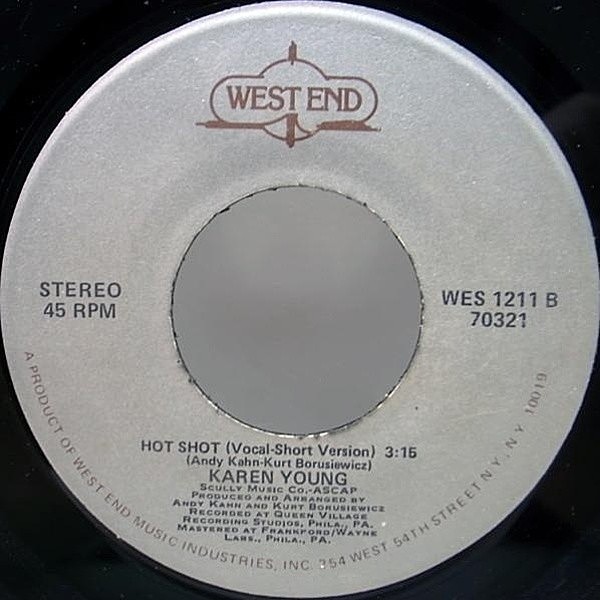 WEST END
STEREO
45 RPM
WES 1211 B
70321
HOT SHOT (Vocal-Short Version) 3:15
(Andy Kahn-Kurt Borusiewicz)
KAREN YOUNG
SCULLY MUSIC CO.-ASCAP
PRODUCED AND ARRANGED BY
ANDY KAHN AND KURT BORUSIEWICZ
RECORDED AT QUEEN VILLAGE
RECORDING STUDIOS, PHILA., PA.
MASTERED AT FRANKFORD/WAYNE
LABS., PHILA., PA.
A PRODUCT OF WEST END MUSIC INDUSTRIES, INC. 254 WEST 54TH STREET N.Y., N.Y. 10019